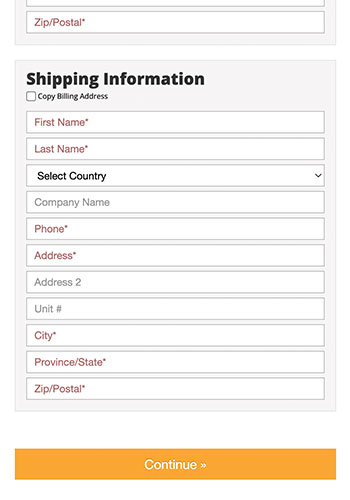 Zip/Postal*
Shipping Information
Copy Billing Address
First Name*
Last Name*
Select Country
Company Name
Phone*
Address*
Address 2
Unit #
City*
Province/State*
Zip/Postal*
Continue »